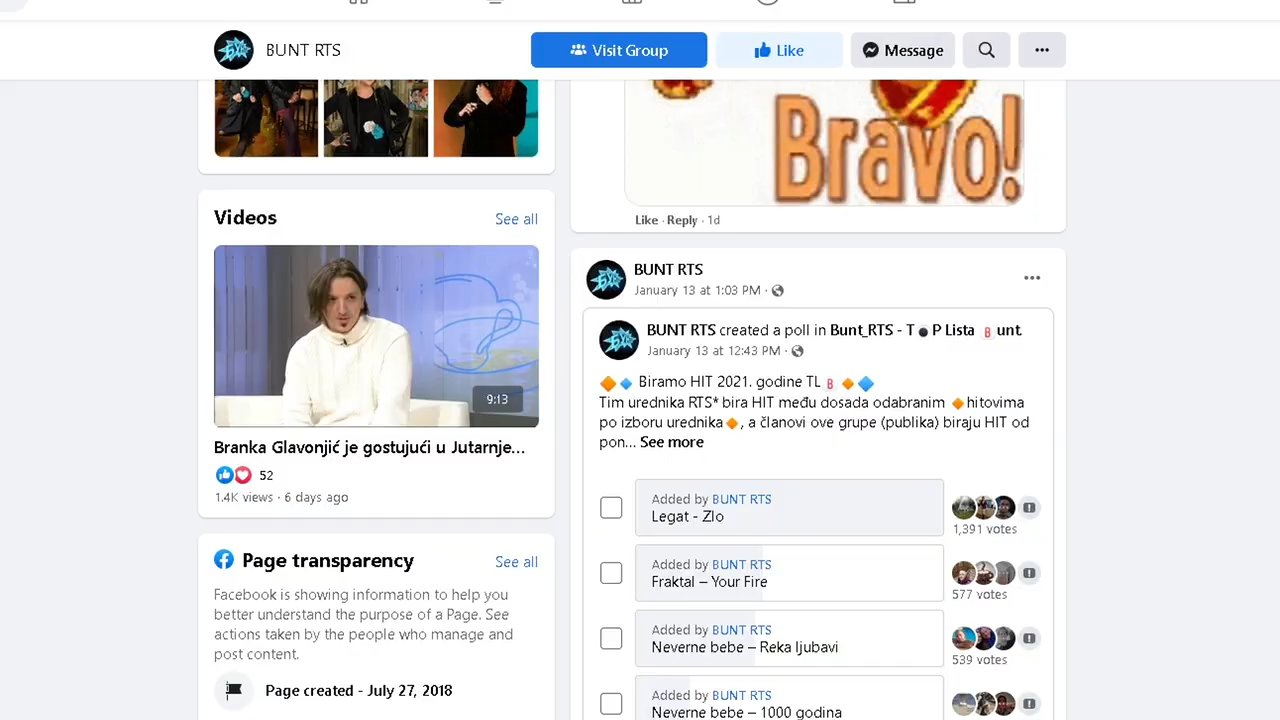 BUNT RTS
Visit Group
Like
Message
Bravo!
Like · Reply · 1d
Videos
See all
9:13
Branka Glavonjić je gostujući u Jutarnje...
52
1.4K views · 6 days ago
Page transparency
See all
Facebook is showing information to help you
better understand the purpose of a Page. See
actions taken by the people who manage and
post content.
Page created - July 27, 2018
BUNT RTS
January 13 at 1:03 PM ·
BUNT RTS created a poll in Bunt_RTS - T●P Lista B unt.
January 13 at 12:43 PM ·
🔶🔹 Biramo HIT 2021. godine TL B 🔸🔷
Tim urednika RTS* bira HIT među dosada odabranim 🔸hitovima
po izboru urednika🔸, a članovi ove grupe (publika) biraju HIT od
pon... See more
Added by BUNT RTS
Legat - Zlo
1,391 votes
Added by BUNT RTS
Fraktal – Your Fire
577 votes
Added by BUNT RTS
Neverne bebe – Reka ljubavi
539 votes
Added by BUNT RTS
Neverne bebe – 1000 godina